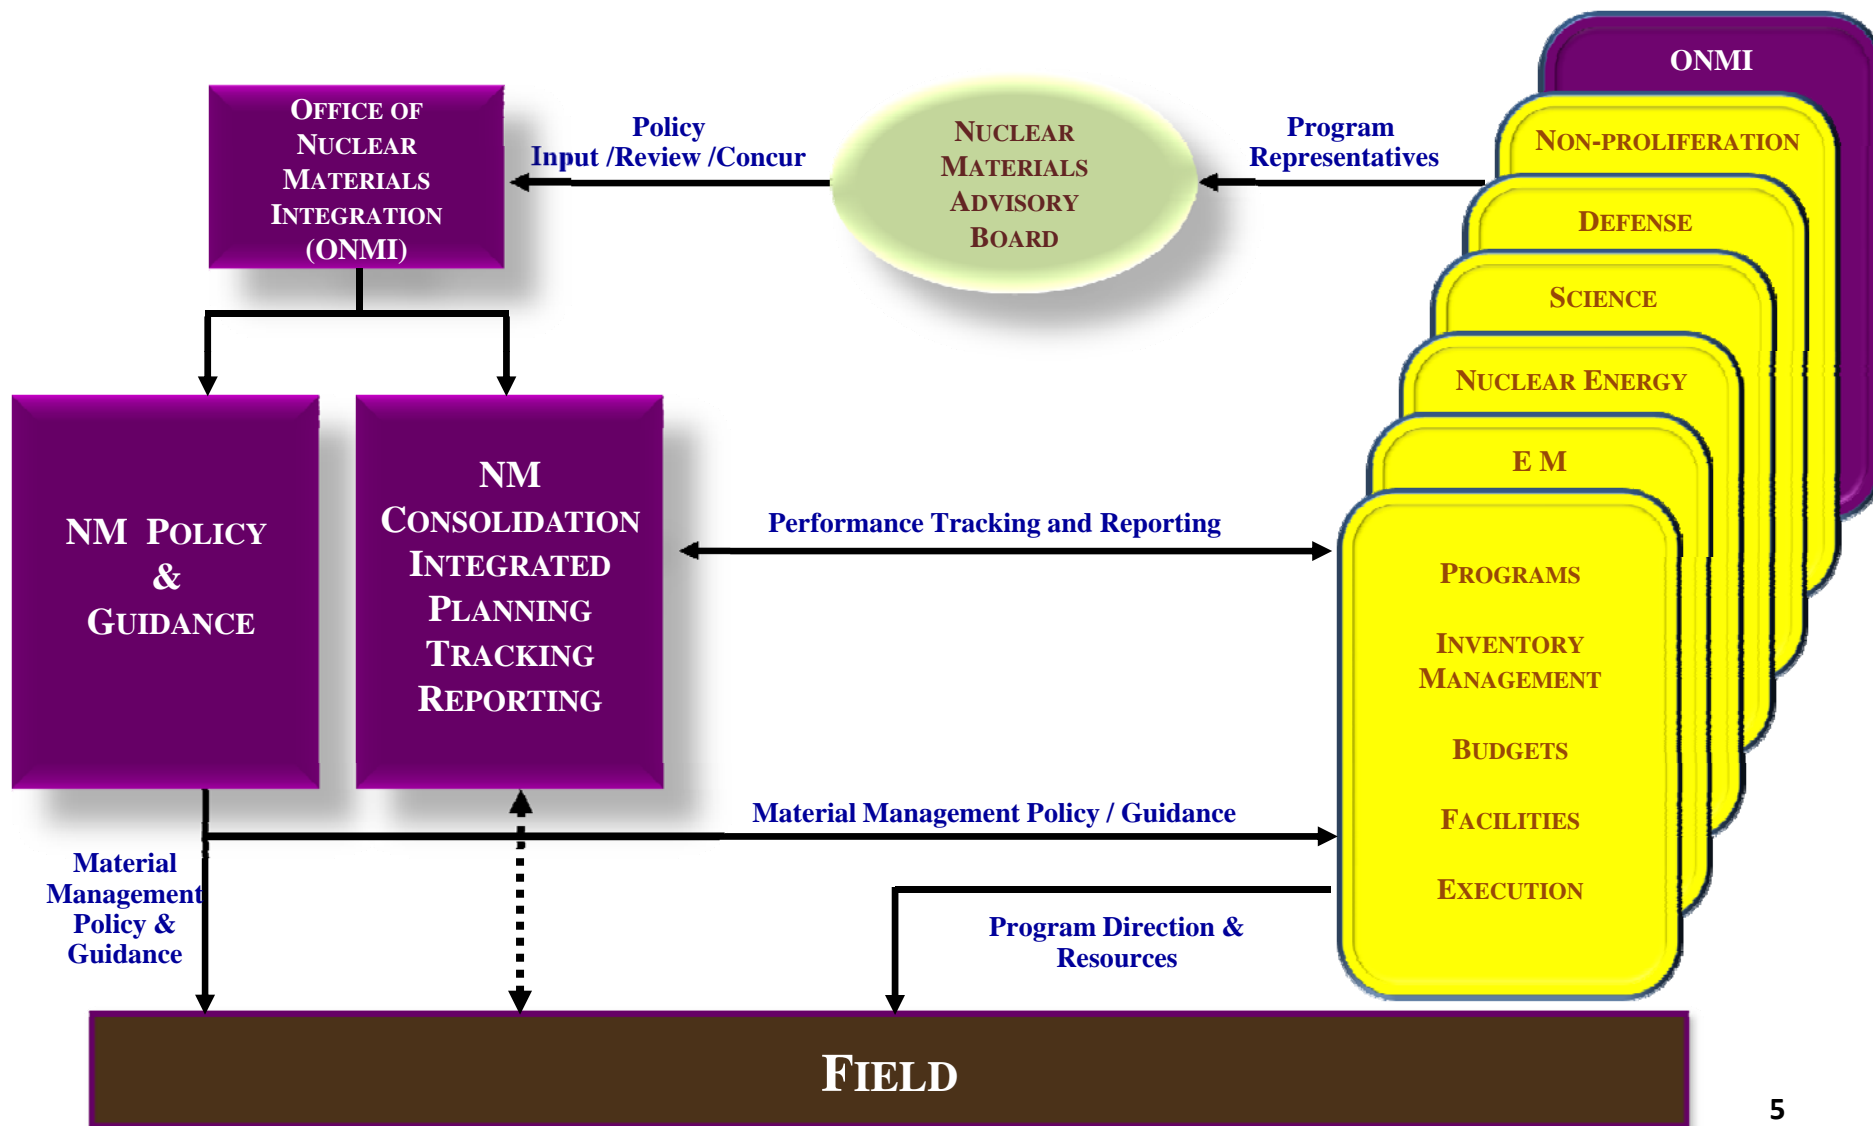 OFFICE OF
NUCLEAR
MATERIALS
INTEGRATION
(ONMI)
Policy
Input /Review /Concur
NUCLEAR
MATERIALS
ADVISORY
BOARD
Program
Representatives
ONMI
NON-PROLIFERATION
DEFENSE
SCIENCE
NUCLEAR ENERGY
E M
PROGRAMS
INVENTORY
MANAGEMENT
BUDGETS
FACILITIES
EXECUTION
NM POLICY
&
GUIDANCE
NM
CONSOLIDATION
INTEGRATED
PLANNING
TRACKING
REPORTING
Performance Tracking and Reporting
Material Management Policy / Guidance
Material
Management
Policy &
Guidance
Program Direction &
Resources
FIELD
5